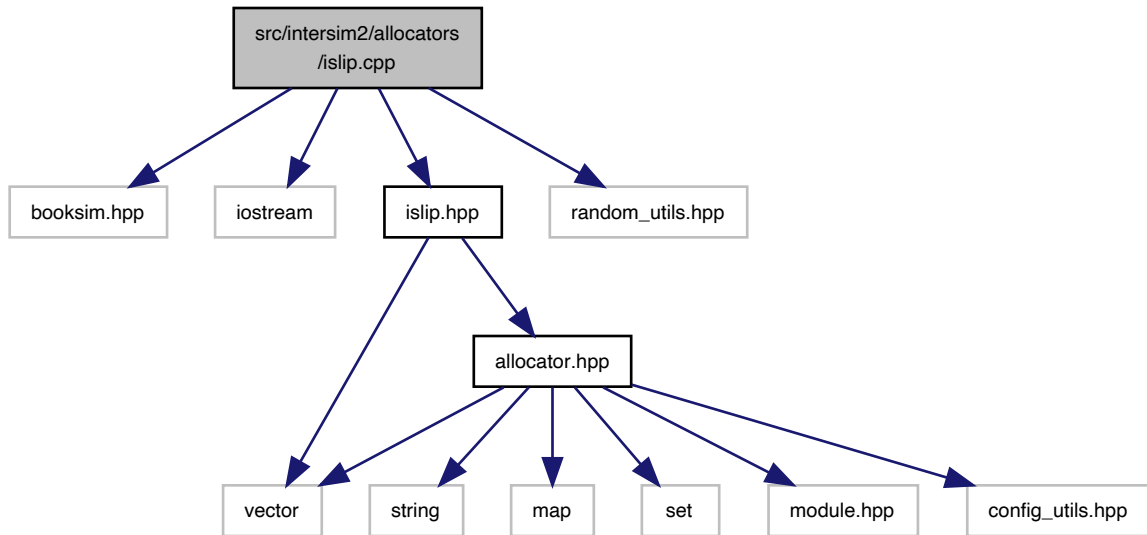 src/intersim2/allocators
/islip.cpp
booksim.hpp
iostream
islip.hpp
random_utils.hpp
allocator.hpp
vector
string
map
set
module.hpp
config_utils.hpp